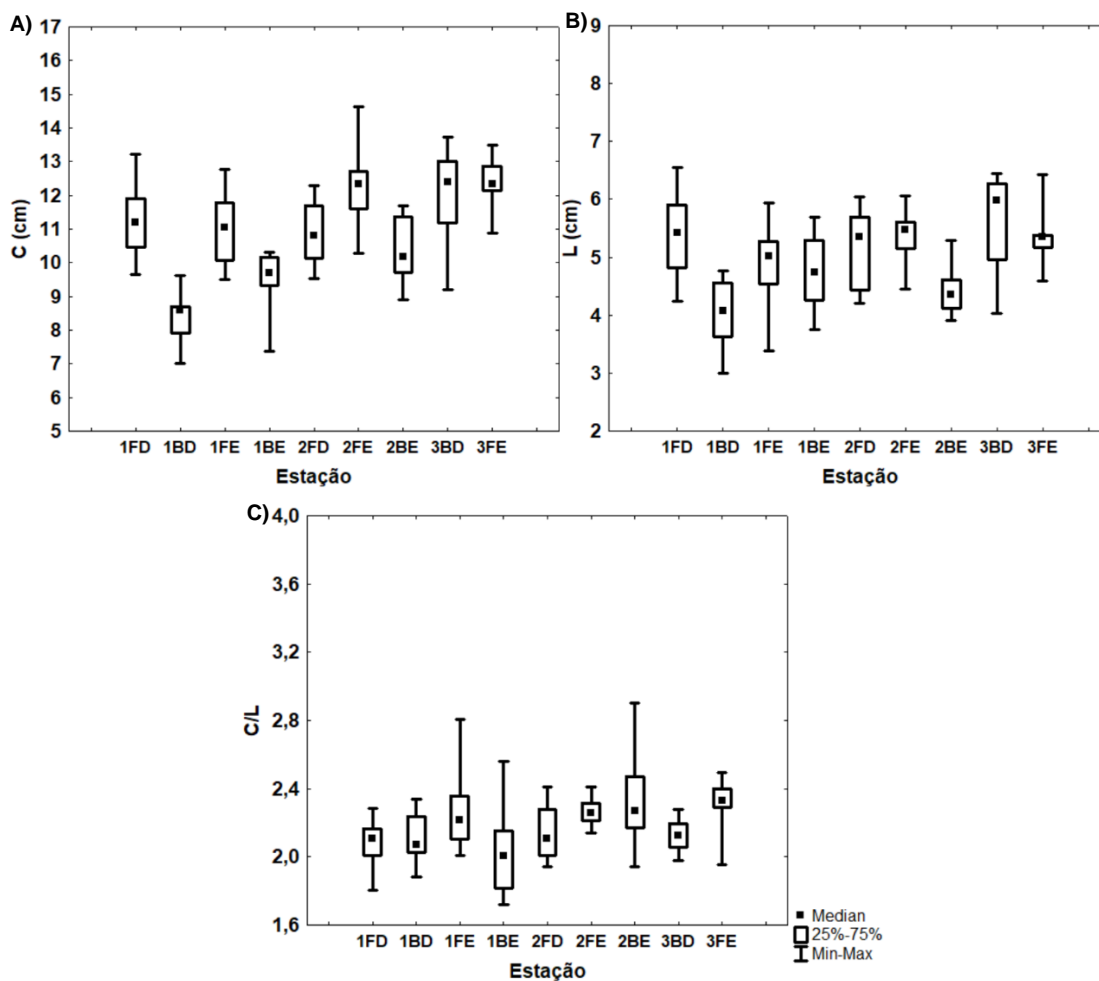 A)
17
16
15
14
13
12
11
10
9
8
7
6
5
C (cm)
1FD 1BD 1FE 1BE 2FD 2FE 2BE 3BD 3FE
Estação
B)
9
8
7
6
5
4
3
2
L (cm)
1FD 1BD 1FE 1BE 2FD 2FE 2BE 3BD 3FE
Estação
C)
4,0
3,6
3,2
2,8
2,4
2,0
1,6
C/L
1FD 1BD 1FE 1BE 2FD 2FE 2BE 3BD 3FE
Estação
Median
25%-75%
Min-Max